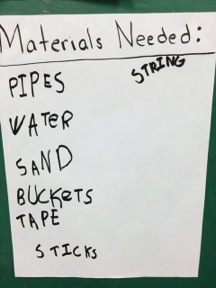 Materials Needed:
STRING
PIPES
WATER
SAND
BUCKETS
TAPE
STICKS